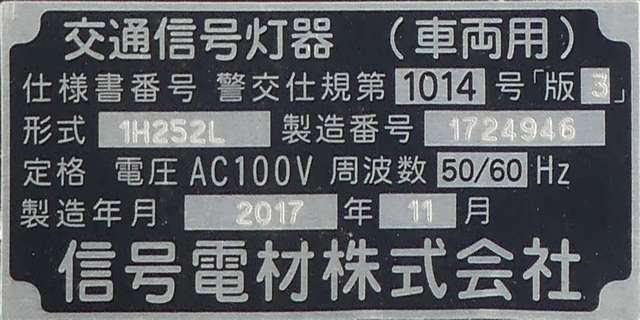 交通信号灯器 （車両用）
仕様書番号 警交仕規第 1014 号「版 3」
形式 1H252L 製造番号 1724946
定格 電圧 AC100V 周波数 50/60 Hz
製造年月 2017 年 11 月
信号電材株式会社